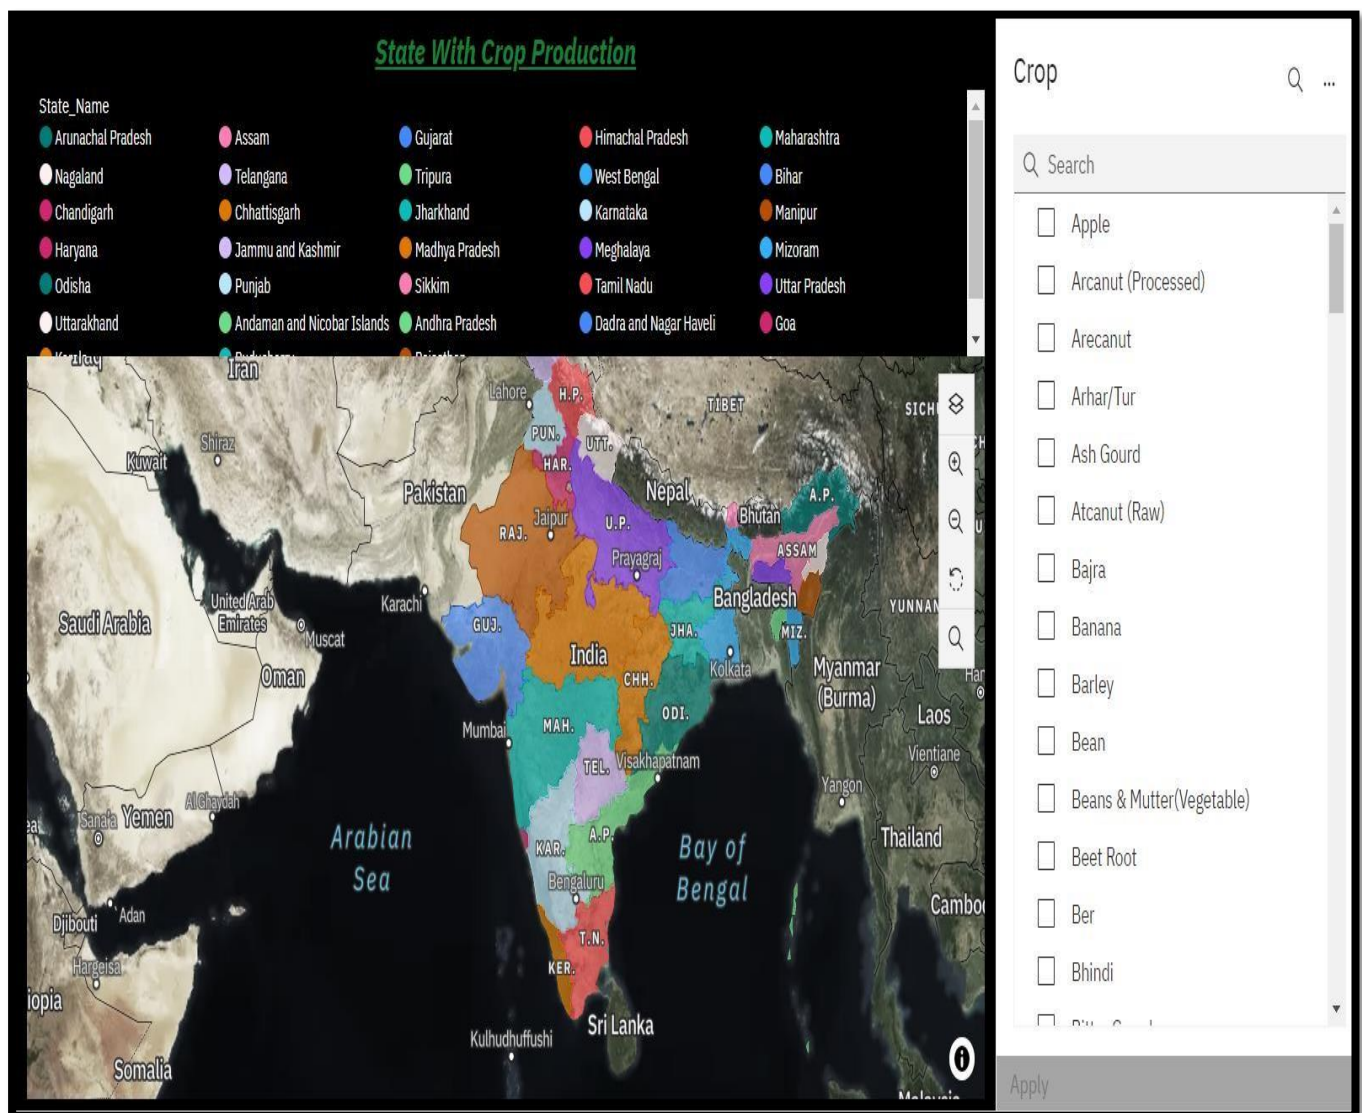 State With Crop Production
State_Name
Arunachal Pradesh Assam Gujarat Himachal Pradesh Maharashtra
Nagaland Telangana Tripura West Bengal Bihar
Chandigarh Chhattisgarh Jharkhand Karnataka Manipur
Haryana Jammu and Kashmir Madhya Pradesh Meghalaya Mizoram
Odisha Punjab Sikkim Tamil Nadu Uttar Pradesh
Uttarakhand Andaman and Nicobar Islands Andhra Pradesh Dadra and Nagar Haveli Goa
Iran
Lahore
H.P.
TIBET
PUN.
UTT.
Shiraz
Kuwait
HAR.
Pakistan
Nepal
A.P.
RAJ.
Jaipur
U.P.
Bhutan
Prayagraj
ASSAM
United Arab
Emirates
Karachi
Bangladesh
YUNNAN
Saudi Arabia
Muscat
GUJ.
JHA.
MIZ.
Oman
India
Kolkata
Myanmar
(Burma)
CHH.
ODI.
Laos
Mumbai
MAH.
Vientiane
TEL.
Visakhapatnam
Yangon
Al Ghaydah
Sanaa
Yemen
Arabian
Sea
A.P.
KAR.
Bay of
Bengal
Thailand
Bengaluru
Adan
Djibouti
T.N.
KER.
Hargeisa
Sri Lanka
Kulhudhuffushi
Somalia
Crop
...
Search
Apple
Arcanut (Processed)
Arecanut
Arhar/Tur
Ash Gourd
Atcanut (Raw)
Bajra
Banana
Barley
Bean
Beans & Mutter(Vegetable)
Beet Root
Ber
Bhindi
Apply